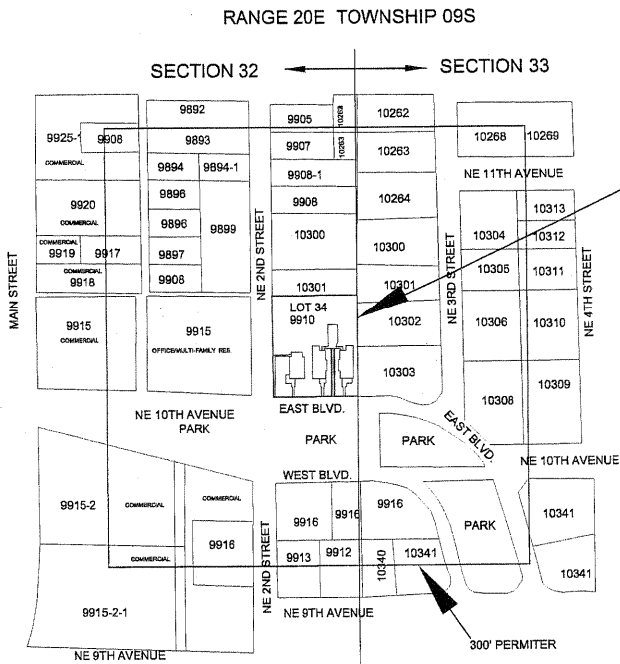 RANGE 20E TOWNSHIP 09S
SECTION 32
SECTION 33
9892
9905
10263
10262
9925-1
9908
9893
9907
10263
10263
10268
10269
COMMERCIAL
9894
9894-1
9908-1
NE 11TH AVENUE
9896
9908
10264
9920
COMMERCIAL
9896
9899
10300
10300
10304
10313
10312
COMMERCIAL
9919
9917
9897
10305
10311
COMMERCIAL
9918
9908
10301
10301
MAIN STREET
NE 2ND STREET
NE 3RD STREET
NE 4TH STREET
LOT 34
9910
10302
10306
10310
9915
COMMERCIAL
9915
OFFICE/MULTI-FAMILY RES.
10303
10308
10309
NE 10TH AVENUE
PARK
EAST BLVD.
PARK
PARK
EAST BLVD.
WEST BLVD.
NE 10TH AVENUE
9915-2
COMMERCIAL
COMMERCIAL
9916
9916
9916
PARK
10341
9916
COMMERCIAL
9913
9912
10340
10341
10341
NE 2ND STREET
9915-2-1
NE 9TH AVENUE
NE 9TH AVENUE
300' PERMITER